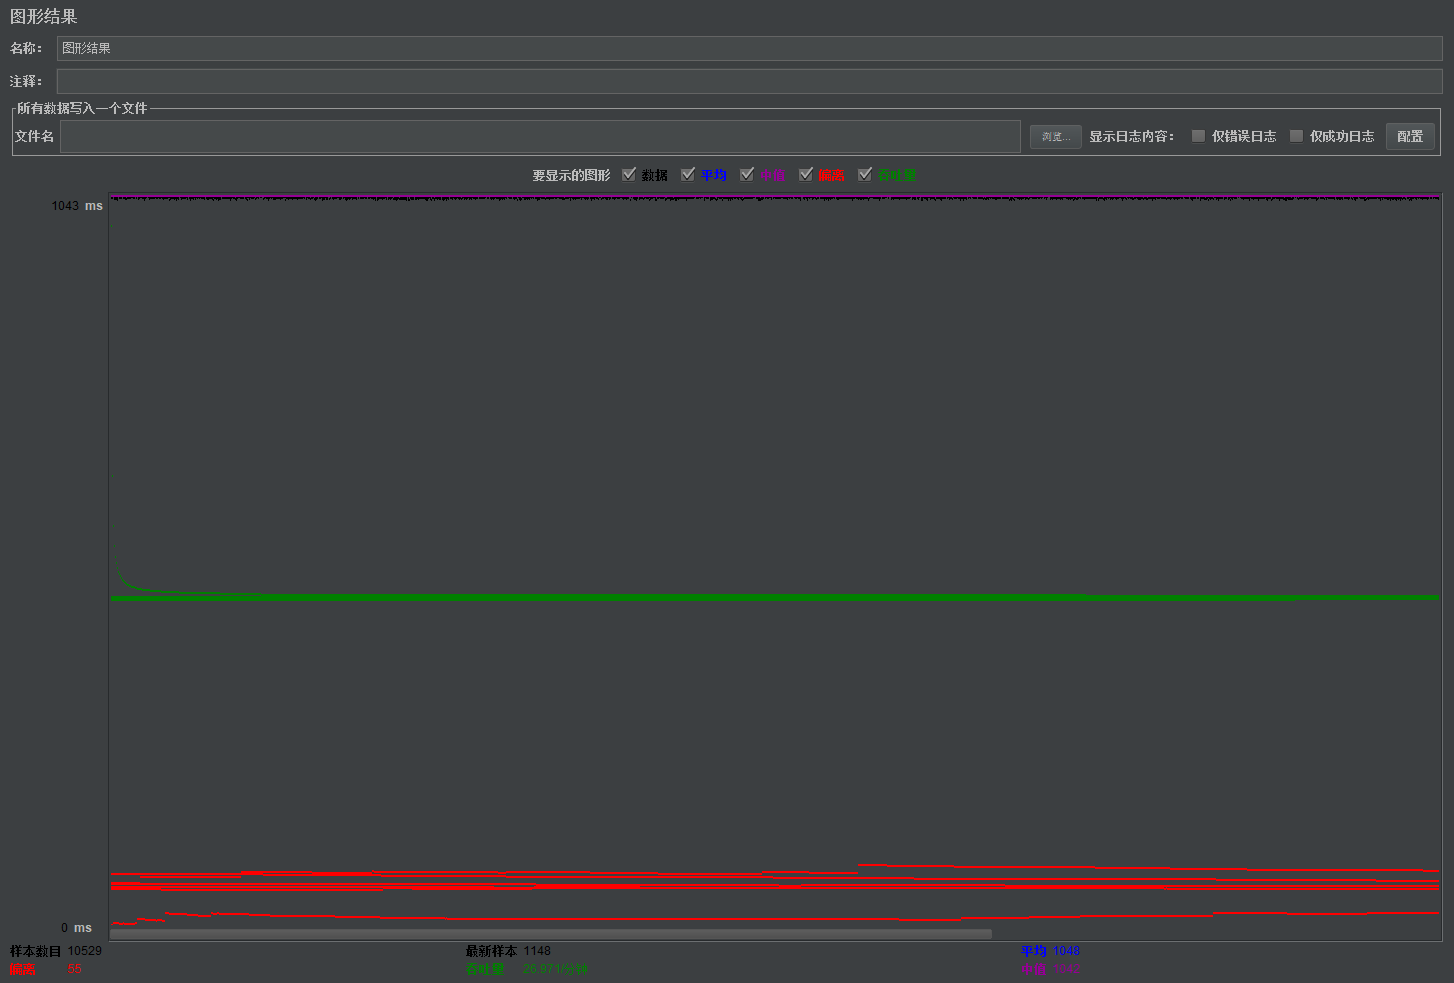 图形结果
名称： 图形结果
注释：
所有数据写入一个文件
文件名 浏览... 显示日志内容： 仅错误日志 仅成功日志 配置
要显示的图形 数据 平均 中值 偏离 吞吐量
1043 ms
0 ms
样本数目 10529 最新样本 1148 平均 1048
偏离 55 吞吐量 26.971/分钟 中值 1042